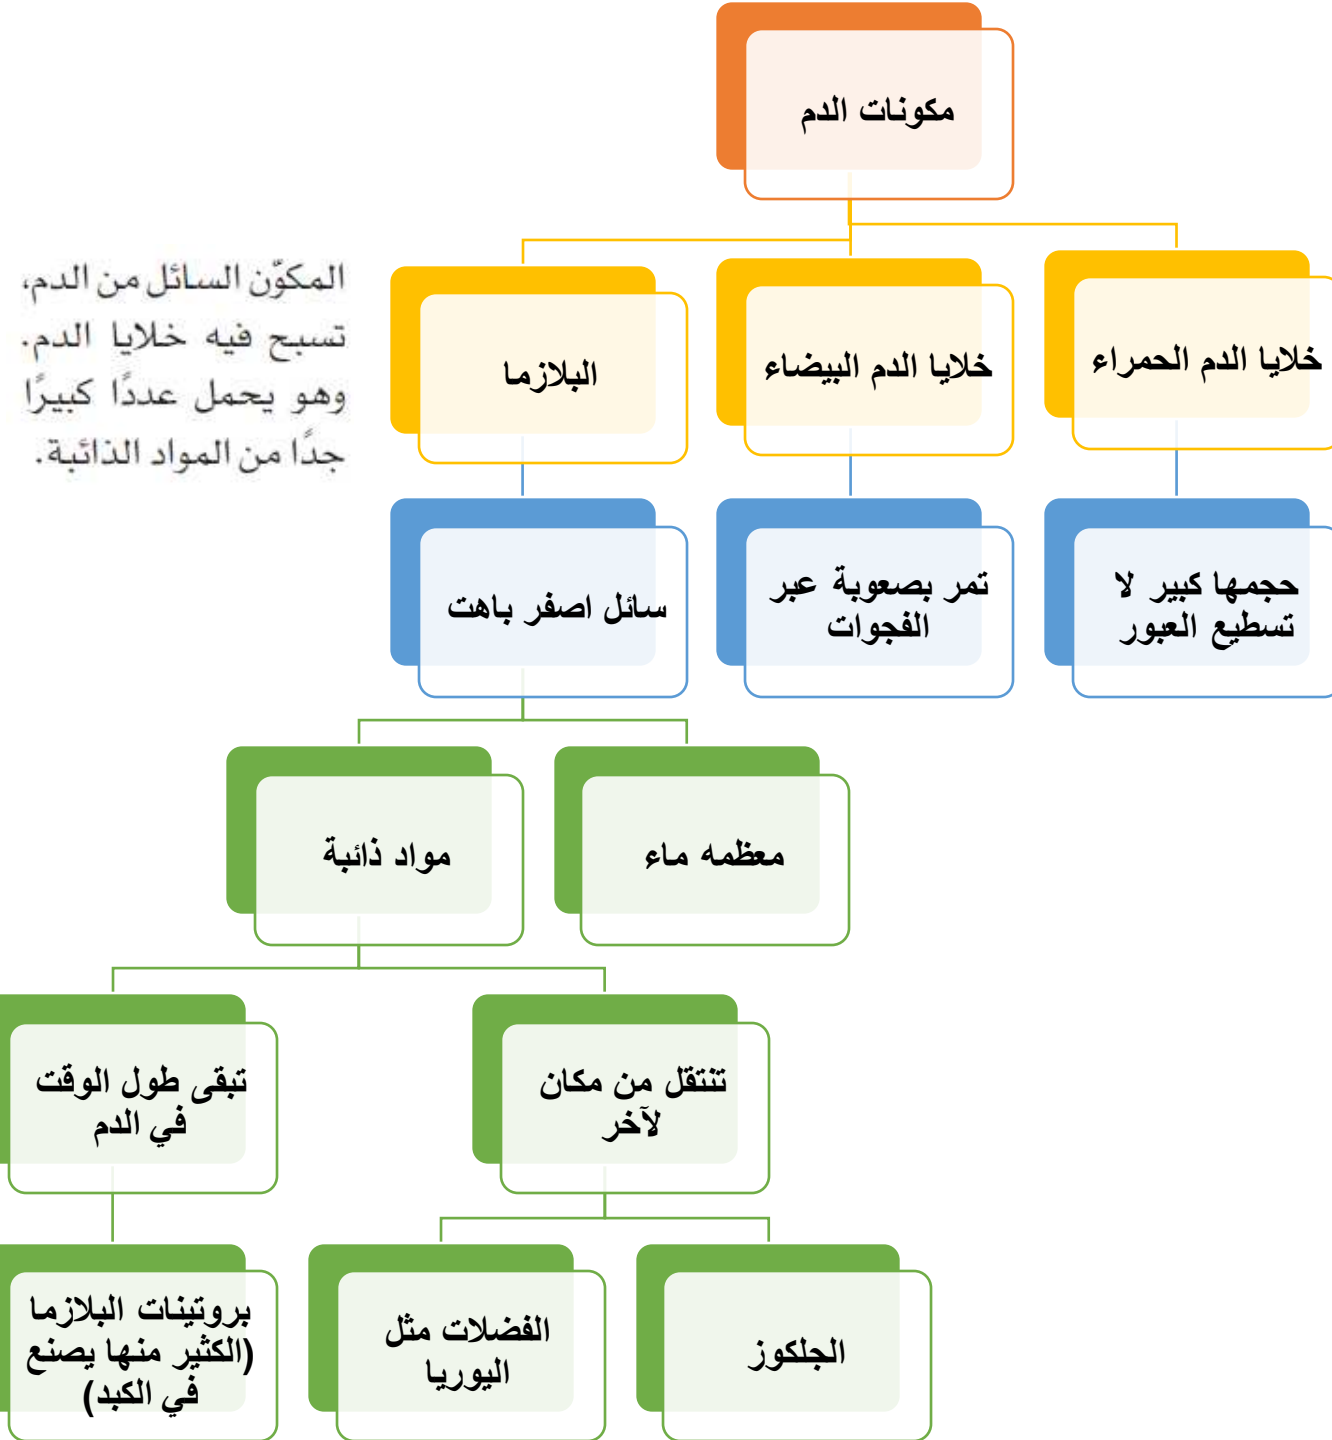 مكونات الدم
المكوّن السائل من الدم،
تسبح فيه خلايا الدم.
وهو يحمل عددًا كبيرًا
جدًا من المواد الذائبة.
خلايا الدم الحمراء
خلايا الدم البيضاء
البلازما
حجمها كبير لا
تسطيع العبور
تمر بصعوبة عبر
الفجوات
سائل اصفر باهت
معظمه ماء
مواد ذائبة
تنتقل من مكان
لآخر
تبقى طول الوقت
في الدم
الجلكوز
الفضلات مثل
اليوريا
بروتينات البلازما
(الكثير منها يصنع
في الكبد)